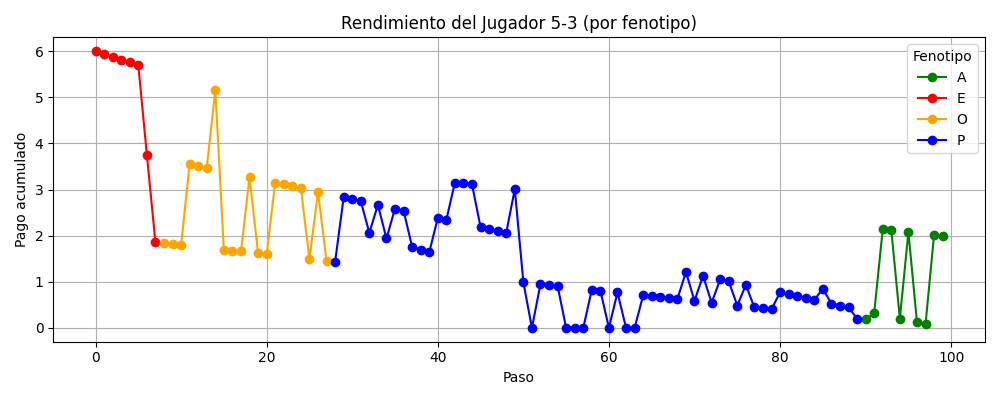 Rendimiento del Jugador 5-3 (por fenotipo)
Pago acumulado
6
5
4
3
2
1
0
0 20 40 60 80 100
Paso
Fenotipo
A
E
O
P